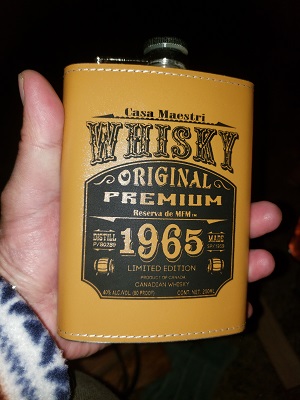 Casa Maestri
WHISKY
ORIGINAL
PREMIUM
Reserva de MFM™
DISTILL
MADE
1965
LIMITED EDITION
PRODUCT OF CANADA
CANADIAN WHISKY
40% ALC./VOL. (80 PROOF) CONT. NET. 200ML